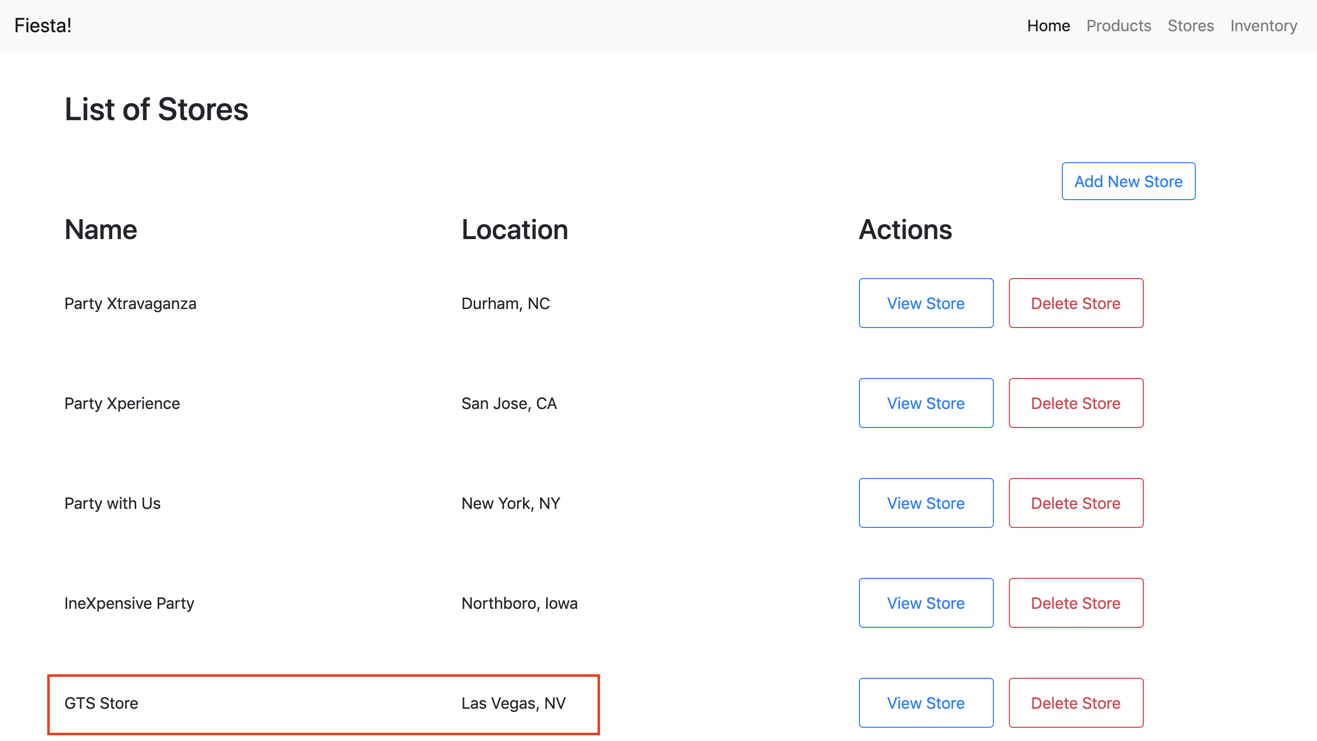 Fiesta! Home Products Stores Inventory
List of Stores
Add New Store
Name Location Actions
Party Xtravaganza Durham, NC View Store Delete Store
Party Xperience San Jose, CA View Store Delete Store
Party with Us New York, NY View Store Delete Store
IneXpensive Party Northboro, Iowa View Store Delete Store
GTS Store Las Vegas, NV View Store Delete Store